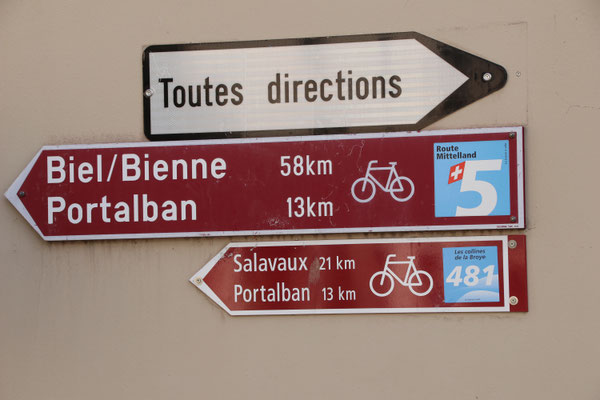 Toutes directions
Biel/Bienne 58km
Portalban 13km
Route
Mittelland
5
Salavaux 21 km
Portalban 13 km
Les collines
de la Broye
481